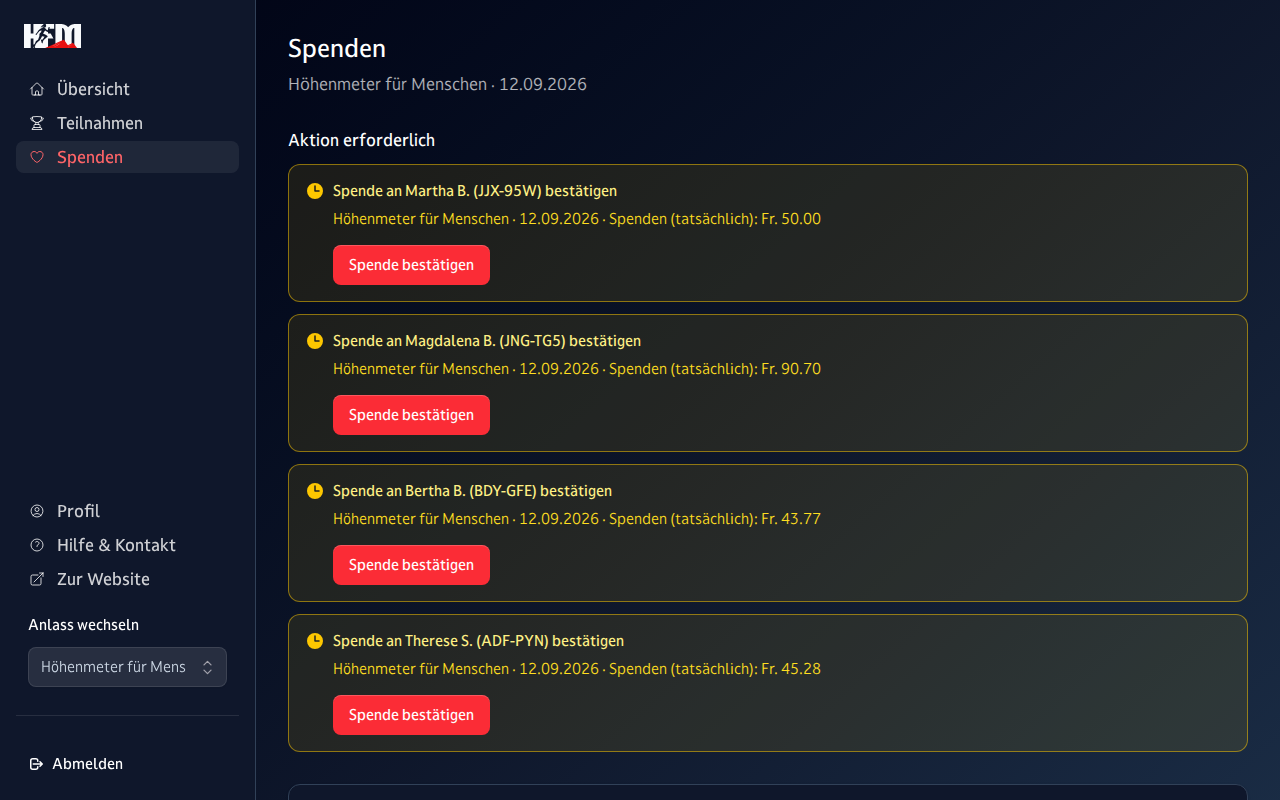 HFM
Übersicht
Teilnahmen
Spenden
Profil
Hilfe & Kontakt
Zur Website
Anlass wechseln
Höhenmeter für Mens
Abmelden
Spenden
Höhenmeter für Menschen · 12.09.2026
Aktion erforderlich
Spende an Martha B. (JJX-95W) bestätigen
Höhenmeter für Menschen · 12.09.2026 · Spenden (tatsächlich): Fr. 50.00
Spende bestätigen
Spende an Magdalena B. (JNG-TG5) bestätigen
Höhenmeter für Menschen · 12.09.2026 · Spenden (tatsächlich): Fr. 90.70
Spende bestätigen
Spende an Bertha B. (BDY-GFE) bestätigen
Höhenmeter für Menschen · 12.09.2026 · Spenden (tatsächlich): Fr. 43.77
Spende bestätigen
Spende an Therese S. (ADF-PYN) bestätigen
Höhenmeter für Menschen · 12.09.2026 · Spenden (tatsächlich): Fr. 45.28
Spende bestätigen